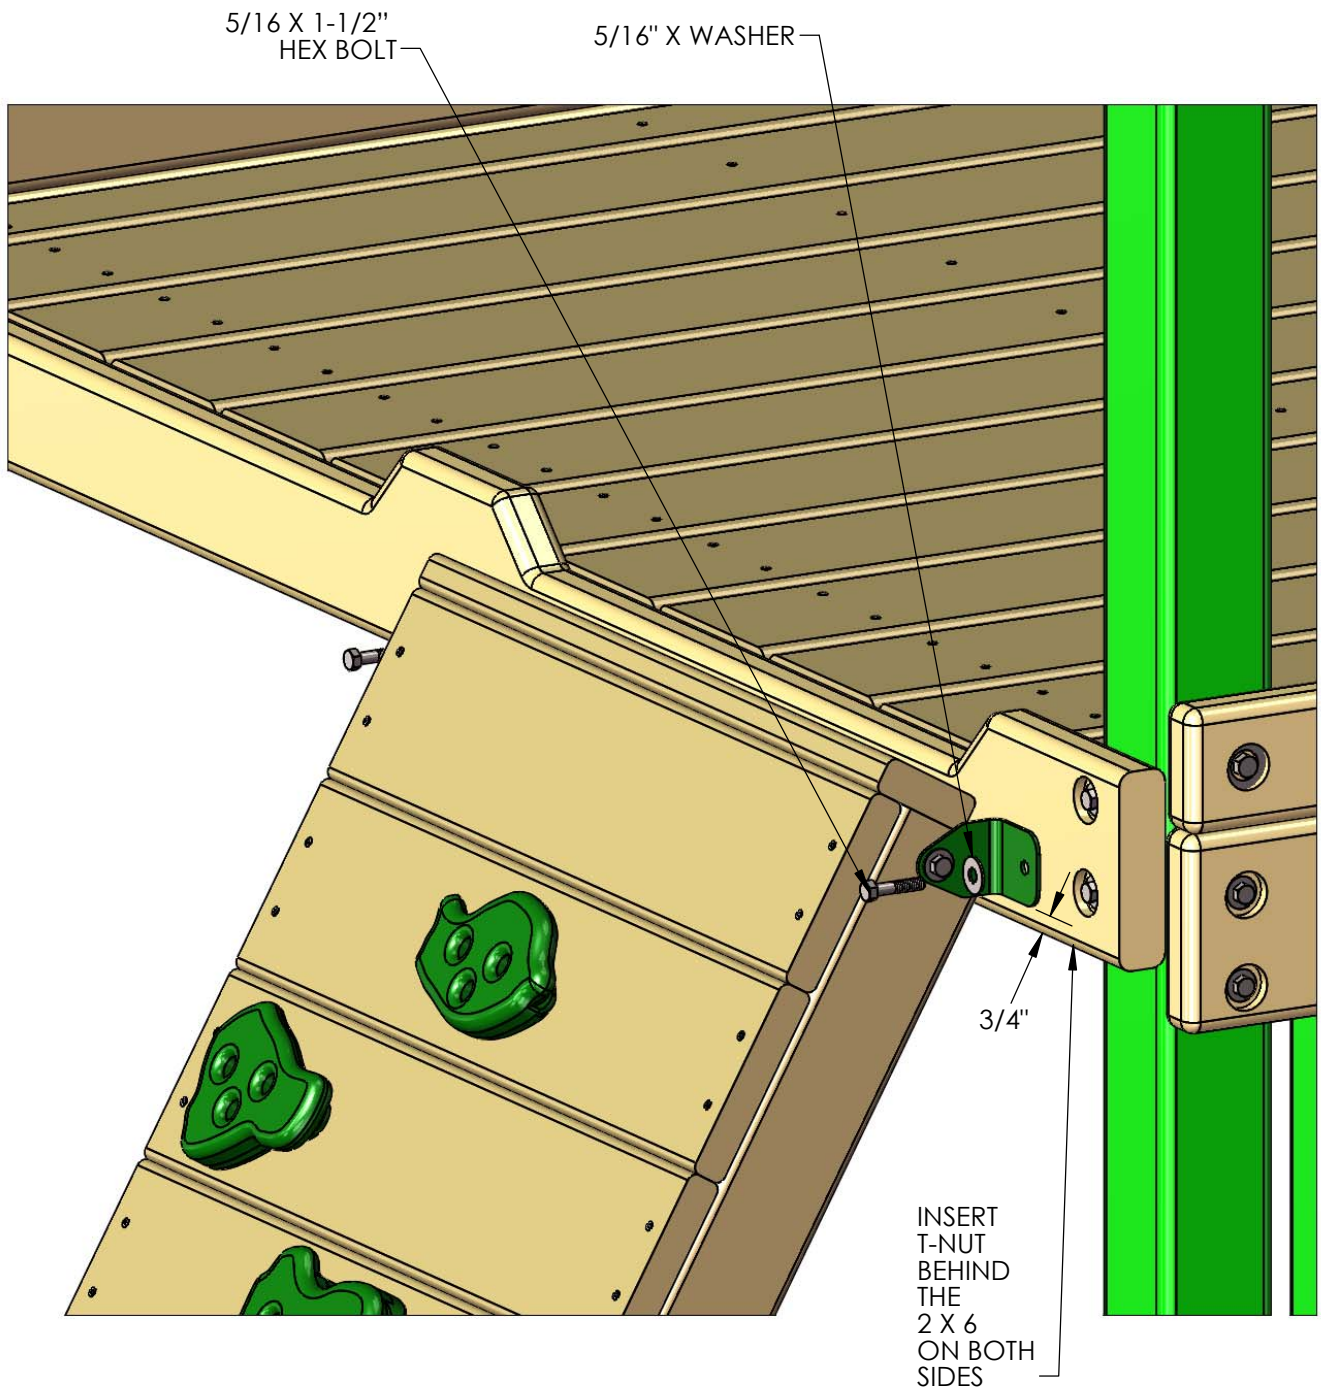 5/16 X 1-1/2”
HEX BOLT
5/16" X WASHER
3/4"
INSERT
T-NUT
BEHIND
THE
2 X 6
ON BOTH
SIDES